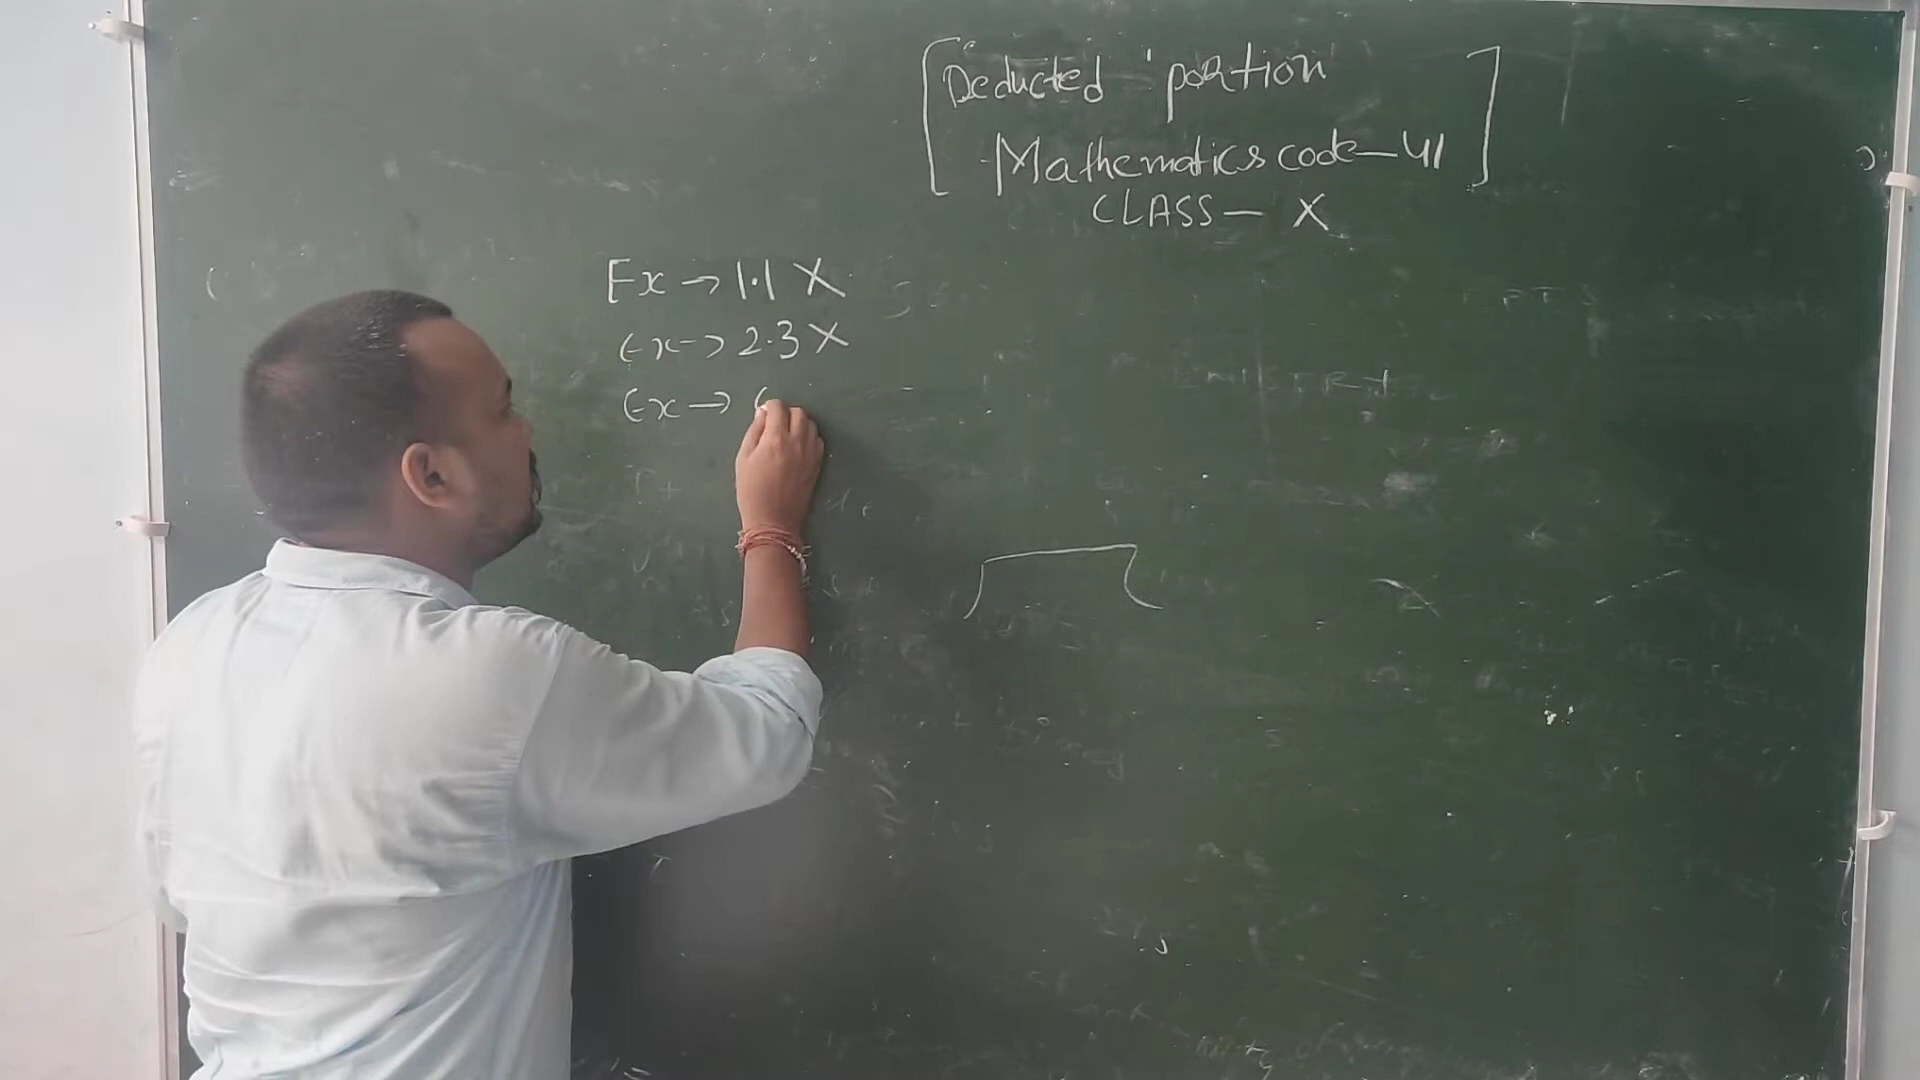 Deducted portion
Mathematics code - 41
CLASS - X
Ex → 1.1 X
Ex → 2.3 X
Ex →